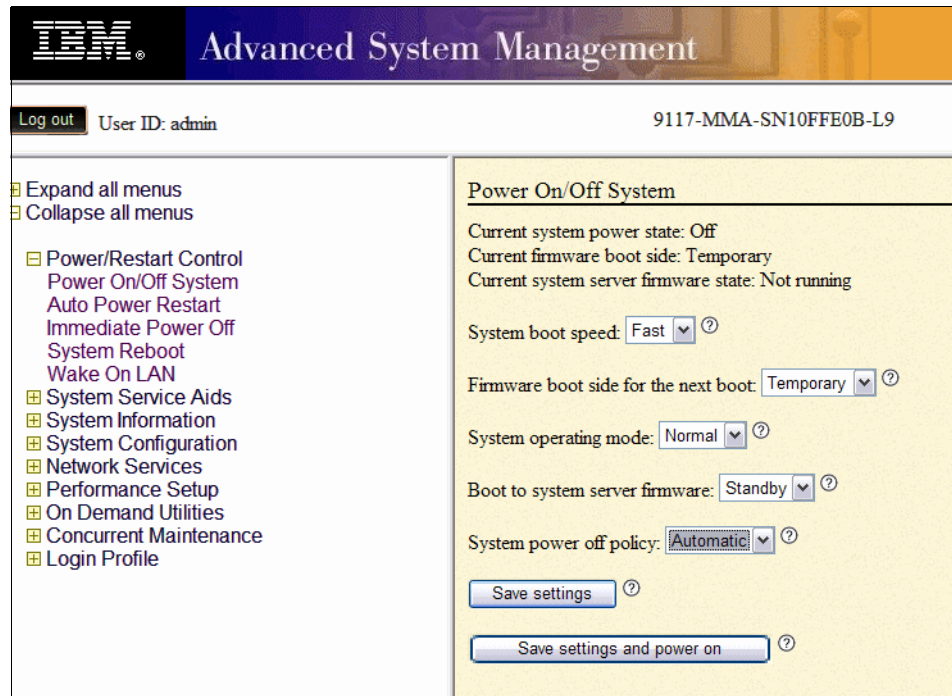 IBM® Advanced System Management
Log out User ID: admin 9117-MMA-SN10FFE0B-L9
Expand all menus
Collapse all menus
Power/Restart Control
Power On/Off System
Auto Power Restart
Immediate Power Off
System Reboot
Wake On LAN
System Service Aids
System Information
System Configuration
Network Services
Performance Setup
On Demand Utilities
Concurrent Maintenance
Login Profile
Power On/Off System
Current system power state: Off
Current firmware boot side: Temporary
Current system server firmware state: Not running
System boot speed: Fast ?
Firmware boot side for the next boot: Temporary ?
System operating mode: Normal ?
Boot to system server firmware: Standby ?
System power off policy: Automatic ?
Save settings ?
Save settings and power on ?